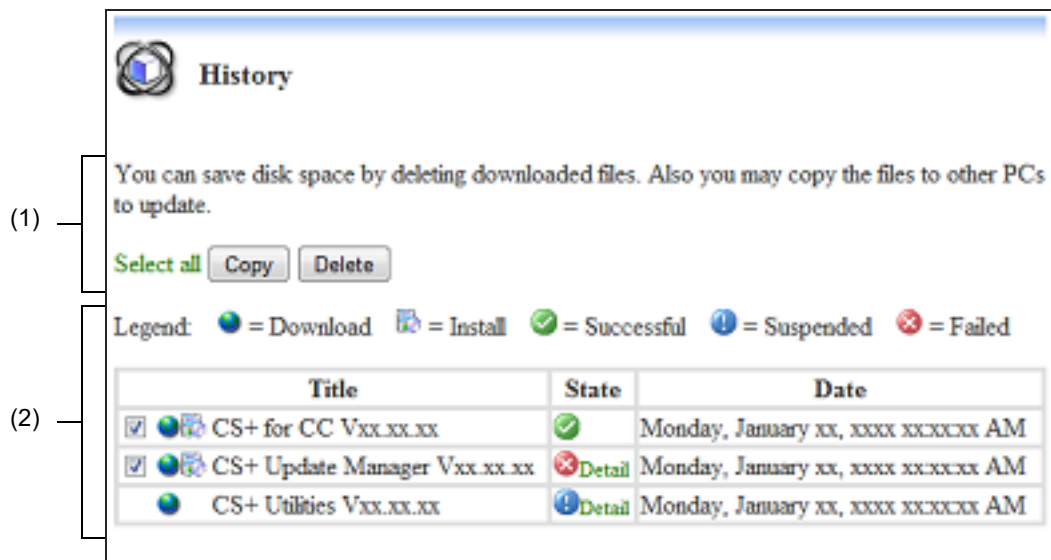 History
(1)
You can save disk space by deleting downloaded files. Also you may copy the files to other PCs
to update.
Select all Copy Delete
(2)
Legend: = Download = Install = Successful = Suspended = Failed
Title State Date
CS+ for CC Vxx.xx.xx Monday, January xx, xxxx xx:xx:xx AM
CS+ Update Manager Vxx.xx.xx Detail Monday, January xx, xxxx xx:xx:xx AM
CS+ Utilities Vxx.xx.xx Detail Monday, January xx, xxxx xx:xx:xx AM